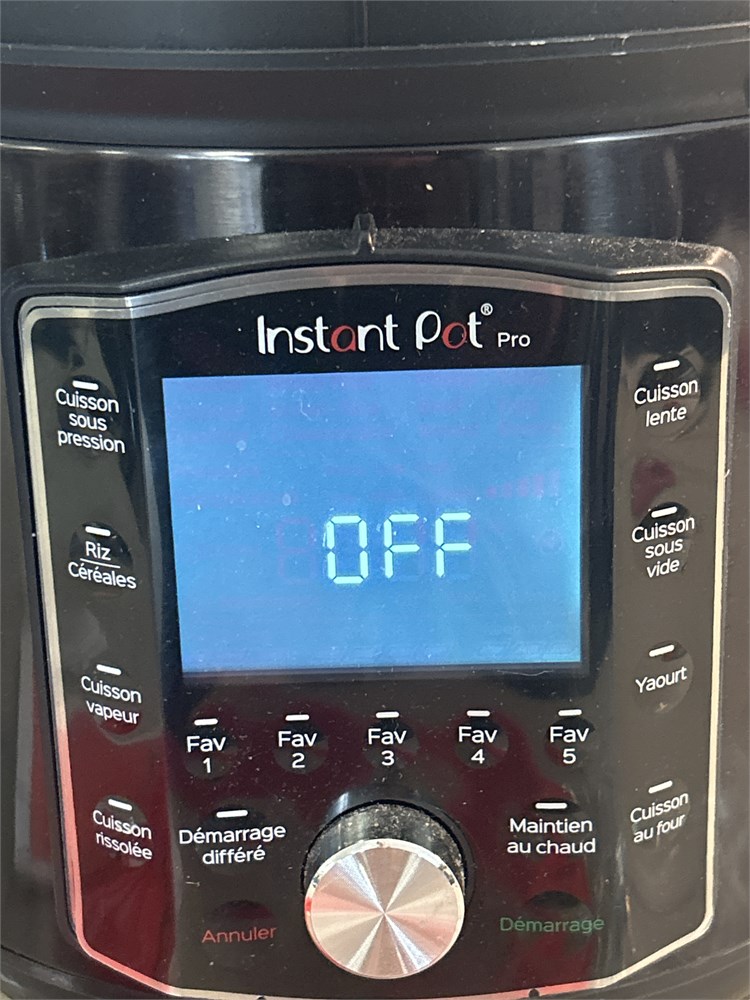 Instant Pot® Pro
Cuisson
sous
pression
Cuisson
lente
OFF
Riz
Céréales
Cuisson
sous
vide
Cuisson
vapeur
Yaourt
Fav
1
Fav
2
Fav
3
Fav
4
Fav
5
Cuisson
rissolée
Démarrage
différé
Maintien
au chaud
Cuisson
au four
Annuler
Démarrage